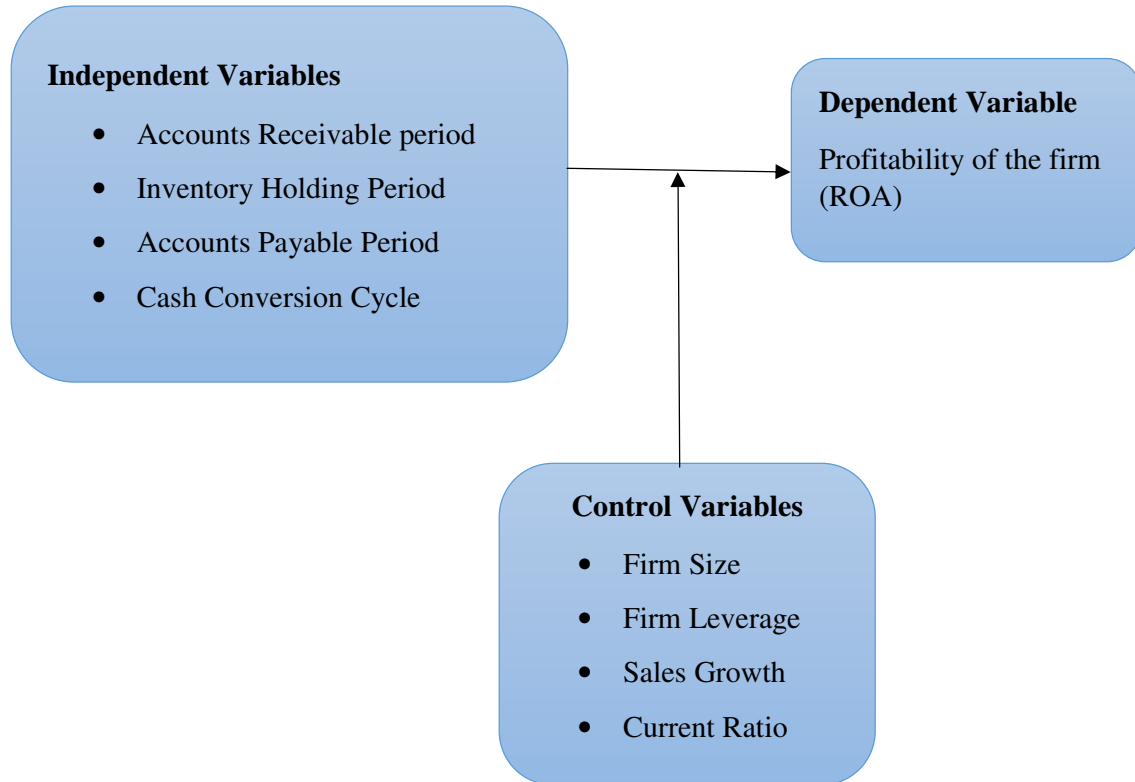 Independent Variables
• Accounts Receivable period
• Inventory Holding Period
• Accounts Payable Period
• Cash Conversion Cycle
Dependent Variable
Profitability of the firm
(ROA)
Control Variables
• Firm Size
• Firm Leverage
• Sales Growth
• Current Ratio